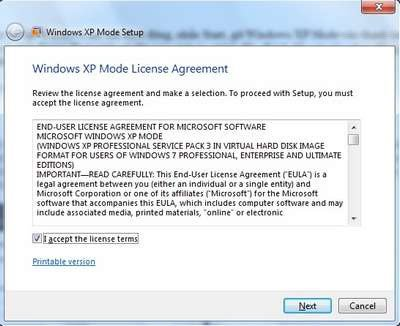 Windows XP Mode Setup
Windows XP Mode License Agreement
Review the license agreement and make a selection. To proceed with Setup, you must
accept the license agreement.
END-USER LICENSE AGREEMENT FOR MICROSOFT SOFTWARE
MICROSOFT WINDOWS XP MODE
(WINDOWS XP PROFESSIONAL SERVICE PACK 3 IN VIRTUAL HARD DISK IMAGE
FORMAT FOR USERS OF WINDOWS 7 PROFESSIONAL, ENTERPRISE AND ULTIMATE
EDITIONS)
IMPORTANT—READ CAREFULLY: This End-User License Agreement ("EULA") is a
legal agreement between you (either an individual or a single entity) and
Microsoft Corporation or one of its affiliates ("Microsoft") for the Microsoft
software that accompanies this EULA, which includes computer software and may
include associated media, printed materials, "online" or electronic
I accept the license terms
Printable version
Next
Cancel